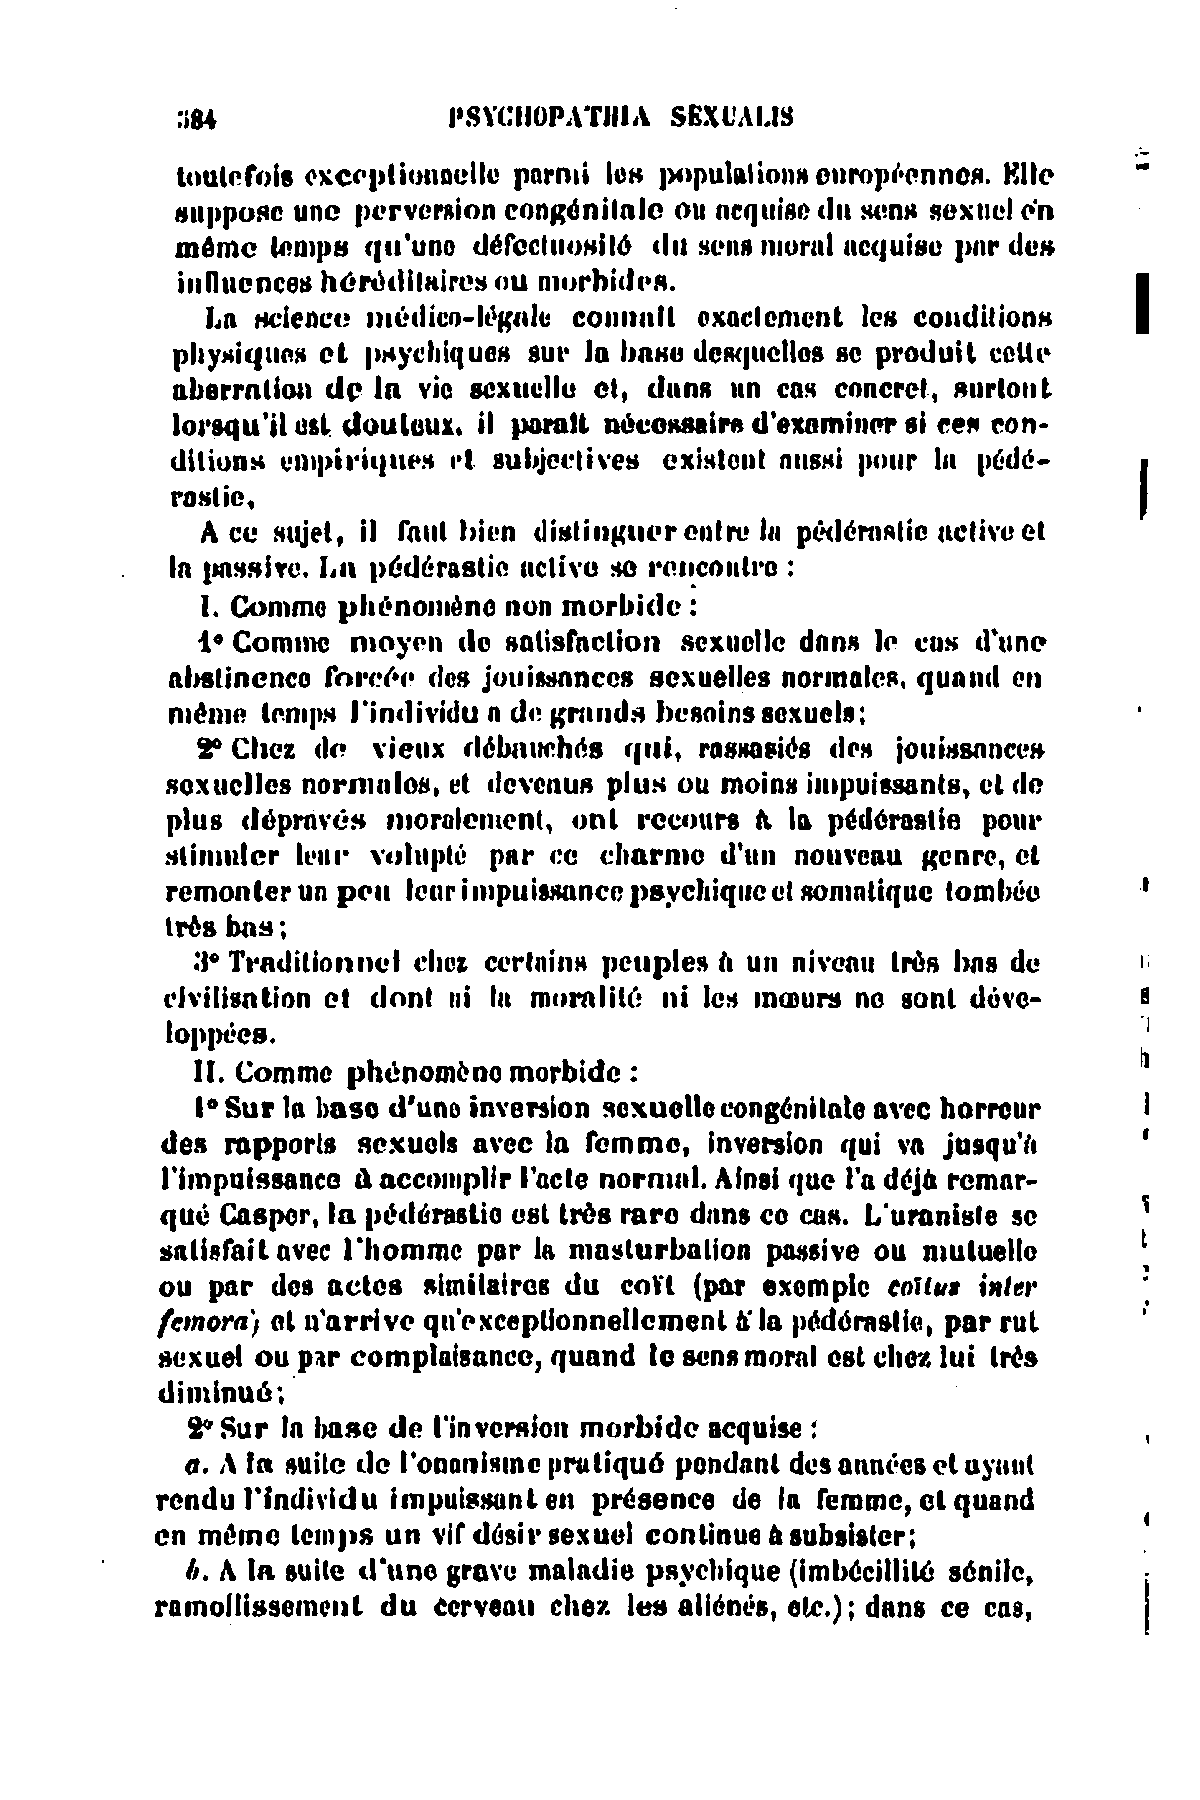 384 PSYCHOPATHIA SEXUALIS
toutefois exceptionnelle parmi les populations européennes. Elle
suppose une perversion congénitale ou acquise du sens sexuel en
même temps qu'une défectuosité du sens moral acquise par des
influences héréditaires ou morbides.
La science médico-légale connaît exactement les conditions
physiques et psychiques sur la base desquelles se produit cette
aberration de la vie sexuelle et, dans un cas concret, surtout
lorsqu'il est douteux, il paraît nécessaire d'examiner si ces con-
ditions empiriques et subjectives existent aussi pour la pédé-
rastie.
A ce sujet, il faut bien distinguer entre la pédérastie active et
la passive. La pédérastie active se rencontre :
I. Comme phénomène non morbide :
1° Comme moyen de satisfaction sexuelle dans le cas d'une
abstinence forcée des jouissances sexuelles normales, quand en
même temps l'individu a de grands besoins sexuels;
2° Chez de vieux débauchés qui, rassasiés des jouissances
sexuelles normales, et devenus plus ou moins impuissants, et de
plus dépravés moralement, ont recours à la pédérastie pour
stimuler leur volupté par ce charme d'un nouveau genre, et
remonter un peu leur impuissance psychique et somatique tombée
très bas;
3° Traditionnel chez certains peuples à un niveau très bas de
civilisation et dont ni la moralité ni les mœurs ne sont déve-
loppées.
II. Comme phénomène morbide :
1° Sur la base d'une inversion sexuelle congénitale avec horreur
des rapports sexuels avec la femme, inversion qui va jusqu'à
l'impuissance à accomplir l'acte normal. Ainsi que l'a déjà remar-
qué Casper, la pédérastie est très rare dans ce cas. L'uraniste se
satisfait avec l'homme par la masturbation passive ou mutuelle
ou par des actes similaires du coït (par exemple coïtus inter
femora) et n'arrive qu'exceptionnellement à la pédérastie, par rut
sexuel ou par complaisance, quand le sens moral est chez lui très
diminué;
2° Sur la base de l'inversion morbide acquise :
a. A la suite de l'onanisme pratiqué pendant des années et ayant
rendu l'individu impuissant en présence de la femme, et quand
en même temps un vif désir sexuel continue à subsister;
b. A la suite d'une grave maladie psychique (imbécillité sénile,
ramollissement du cerveau chez les aliénés, etc.); dans ce cas,